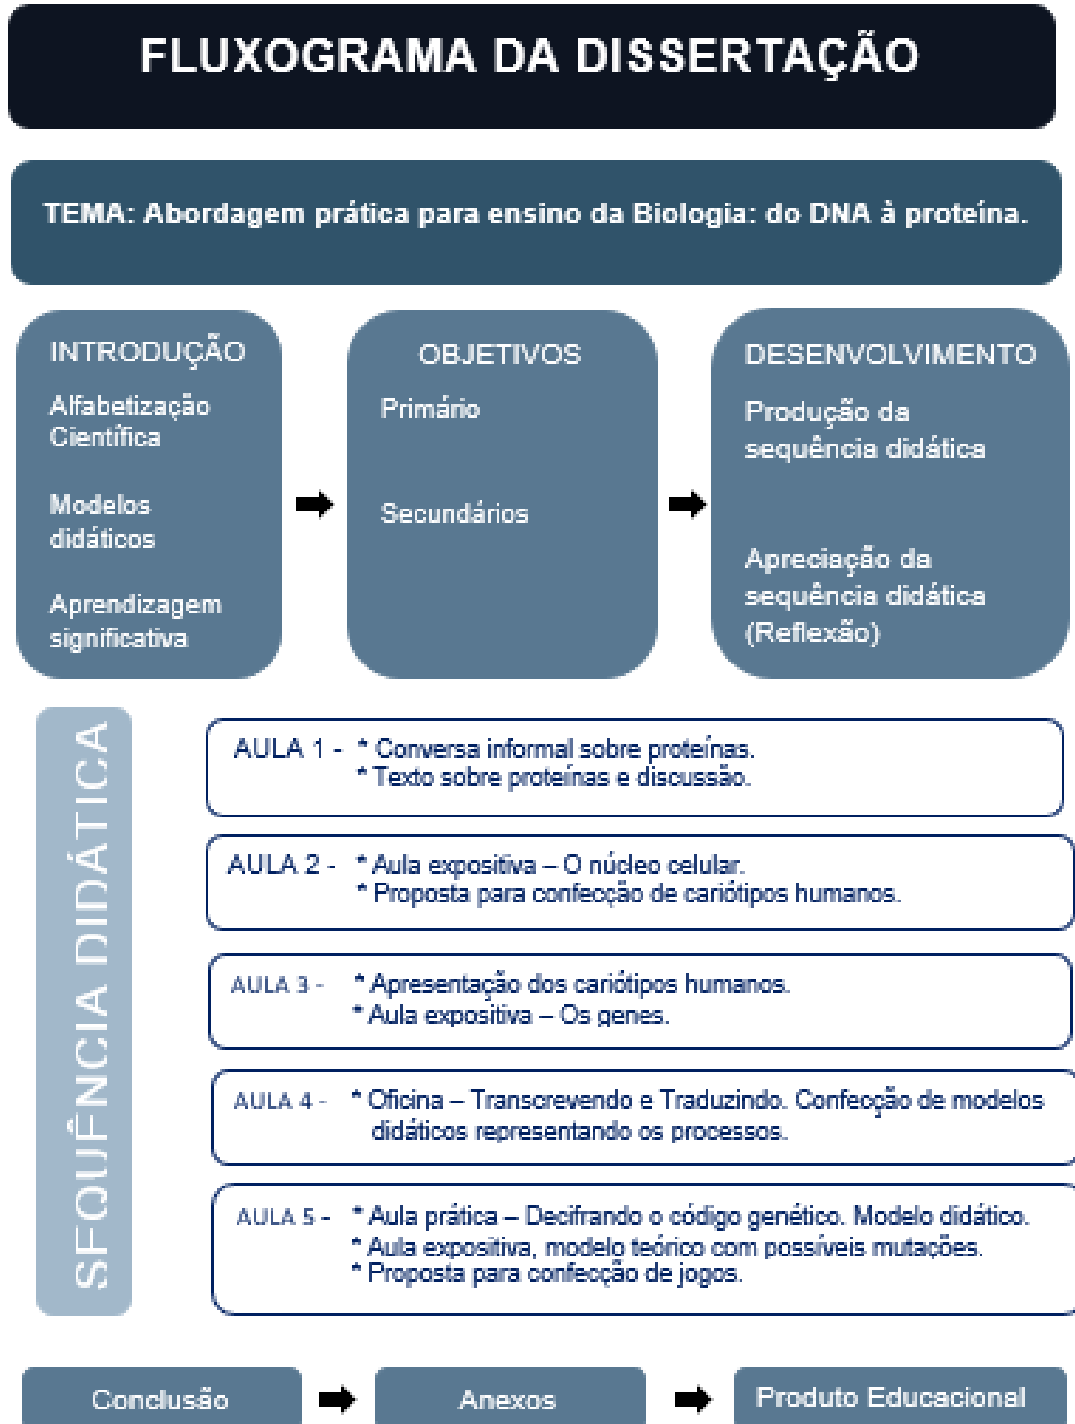 FLUXOGRAMA DA DISSERTAÇÃO
TEMA: Abordagem prática para ensino da Biologia: do DNA à proteína.
INTRODUÇÃO
Alfabetização
Científica
Modelos
didáticos
Aprendizagem
significativa
OBJETIVOS
Primário
Secundários
DESENVOLVIMENTO
Produção da
sequência didática
Apreciação da
sequência didática
(Reflexão)
SEQUÊNCIA DIDÁTICA
AULA 1 - * Conversa informal sobre proteínas.
* Texto sobre proteínas e discussão.
AULA 2 - * Aula expositiva – O núcleo celular.
* Proposta para confecção de cariótipos humanos.
AULA 3 - * Apresentação dos cariótipos humanos.
* Aula expositiva – Os genes.
AULA 4 - * Oficina – Transcrevendo e Traduzindo. Confecção de modelos
didáticos representando os processos.
AULA 5 - * Aula prática – Decifrando o código genético. Modelo didático.
* Aula expositiva, modelo teórico com possíveis mutações.
* Proposta para confecção de jogos.
Conclusão
Anexos
Produto Educacional